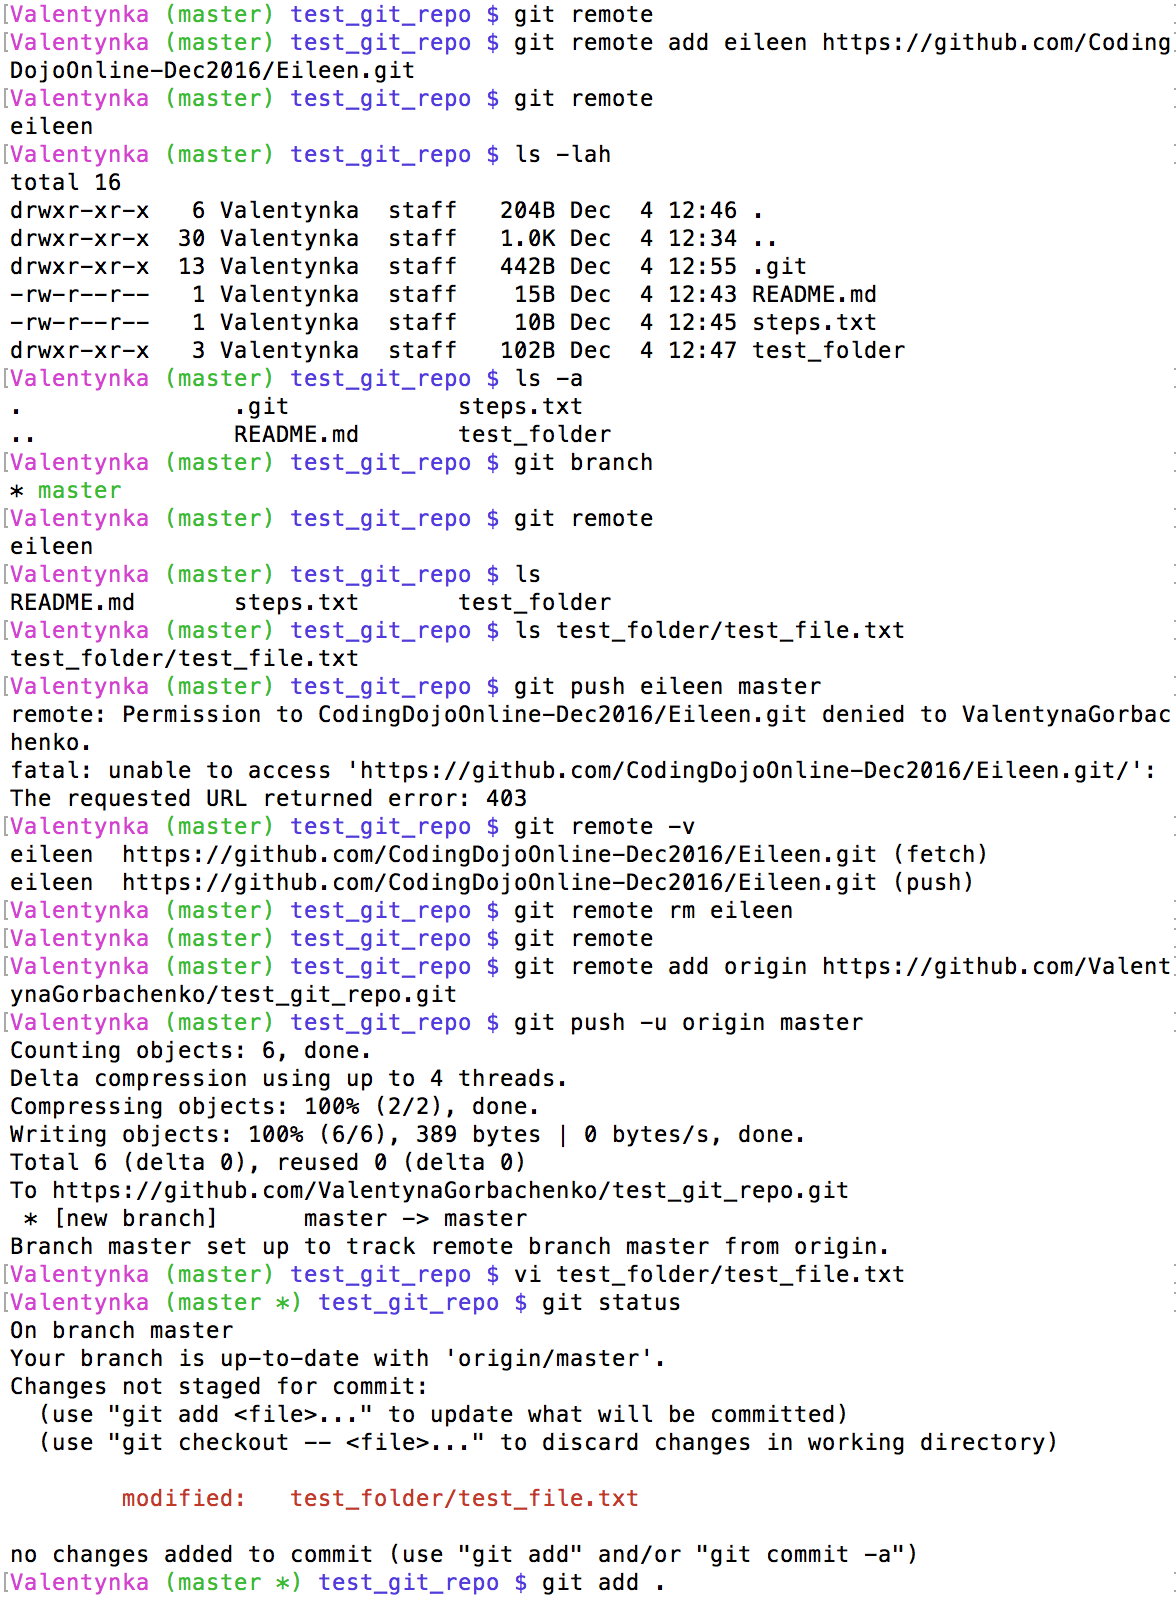 [Valentynka (master) test_git_repo $ git remote
[Valentynka (master) test_git_repo $ git remote add eileen https://github.com/Coding
DojoOnline-Dec2016/Eileen.git
[Valentynka (master) test_git_repo $ git remote
eileen
[Valentynka (master) test_git_repo $ ls -lah
total 16
drwxr-xr-x   6 Valentynka  staff   204B Dec  4 12:46 .
drwxr-xr-x  30 Valentynka  staff   1.0K Dec  4 12:34 ..
drwxr-xr-x  13 Valentynka  staff   442B Dec  4 12:55 .git
-rw-r--r--   1 Valentynka  staff    15B Dec  4 12:43 README.md
-rw-r--r--   1 Valentynka  staff    10B Dec  4 12:45 steps.txt
drwxr-xr-x   3 Valentynka  staff   102B Dec  4 12:47 test_folder
[Valentynka (master) test_git_repo $ ls -a
.               .git            steps.txt
..              README.md       test_folder
[Valentynka (master) test_git_repo $ git branch
* master
[Valentynka (master) test_git_repo $ git remote
eileen
[Valentynka (master) test_git_repo $ ls
README.md       steps.txt       test_folder
[Valentynka (master) test_git_repo $ ls test_folder/test_file.txt
test_folder/test_file.txt
[Valentynka (master) test_git_repo $ git push eileen master
remote: Permission to CodingDojoOnline-Dec2016/Eileen.git denied to ValentynaGorbac
henko.
fatal: unable to access 'https://github.com/CodingDojoOnline-Dec2016/Eileen.git/':
The requested URL returned error: 403
[Valentynka (master) test_git_repo $ git remote -v
eileen  https://github.com/CodingDojoOnline-Dec2016/Eileen.git (fetch)
eileen  https://github.com/CodingDojoOnline-Dec2016/Eileen.git (push)
[Valentynka (master) test_git_repo $ git remote rm eileen
[Valentynka (master) test_git_repo $ git remote
[Valentynka (master) test_git_repo $ git remote add origin https://github.com/Valent
ynaGorbachenko/test_git_repo.git
[Valentynka (master) test_git_repo $ git push -u origin master
Counting objects: 6, done.
Delta compression using up to 4 threads.
Compressing objects: 100% (2/2), done.
Writing objects: 100% (6/6), 389 bytes | 0 bytes/s, done.
Total 6 (delta 0), reused 0 (delta 0)
To https://github.com/ValentynaGorbachenko/test_git_repo.git
 * [new branch]      master -> master
Branch master set up to track remote branch master from origin.
[Valentynka (master) test_git_repo $ vi test_folder/test_file.txt
[Valentynka (master *) test_git_repo $ git status
On branch master
Your branch is up-to-date with 'origin/master'.
Changes not staged for commit:
  (use "git add <file>..." to update what will be committed)
  (use "git checkout -- <file>..." to discard changes in working directory)
        modified:   test_folder/test_file.txt
no changes added to commit (use "git add" and/or "git commit -a")
[Valentynka (master *) test_git_repo $ git add .